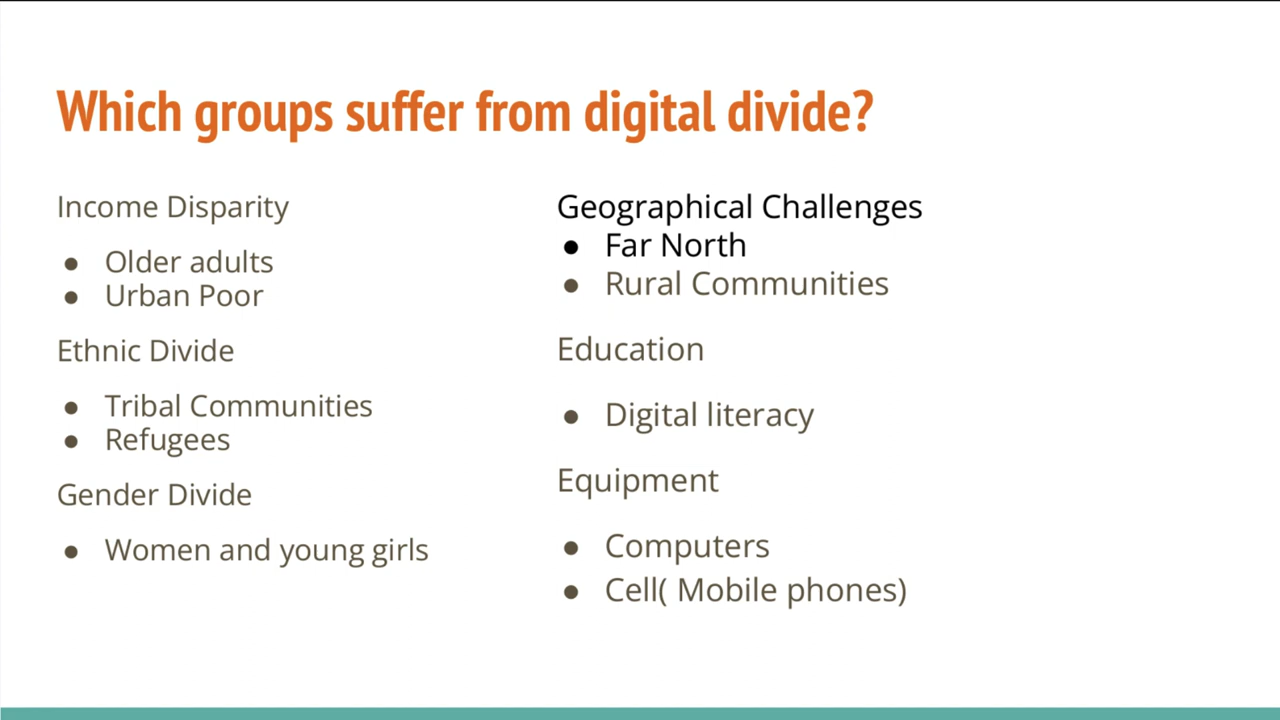 Which groups suffer from digital divide?
Income Disparity
● Older adults
● Urban Poor
Ethnic Divide
● Tribal Communities
● Refugees
Gender Divide
● Women and young girls
Geographical Challenges
● Far North
● Rural Communities
Education
● Digital literacy
Equipment
● Computers
● Cell( Mobile phones)